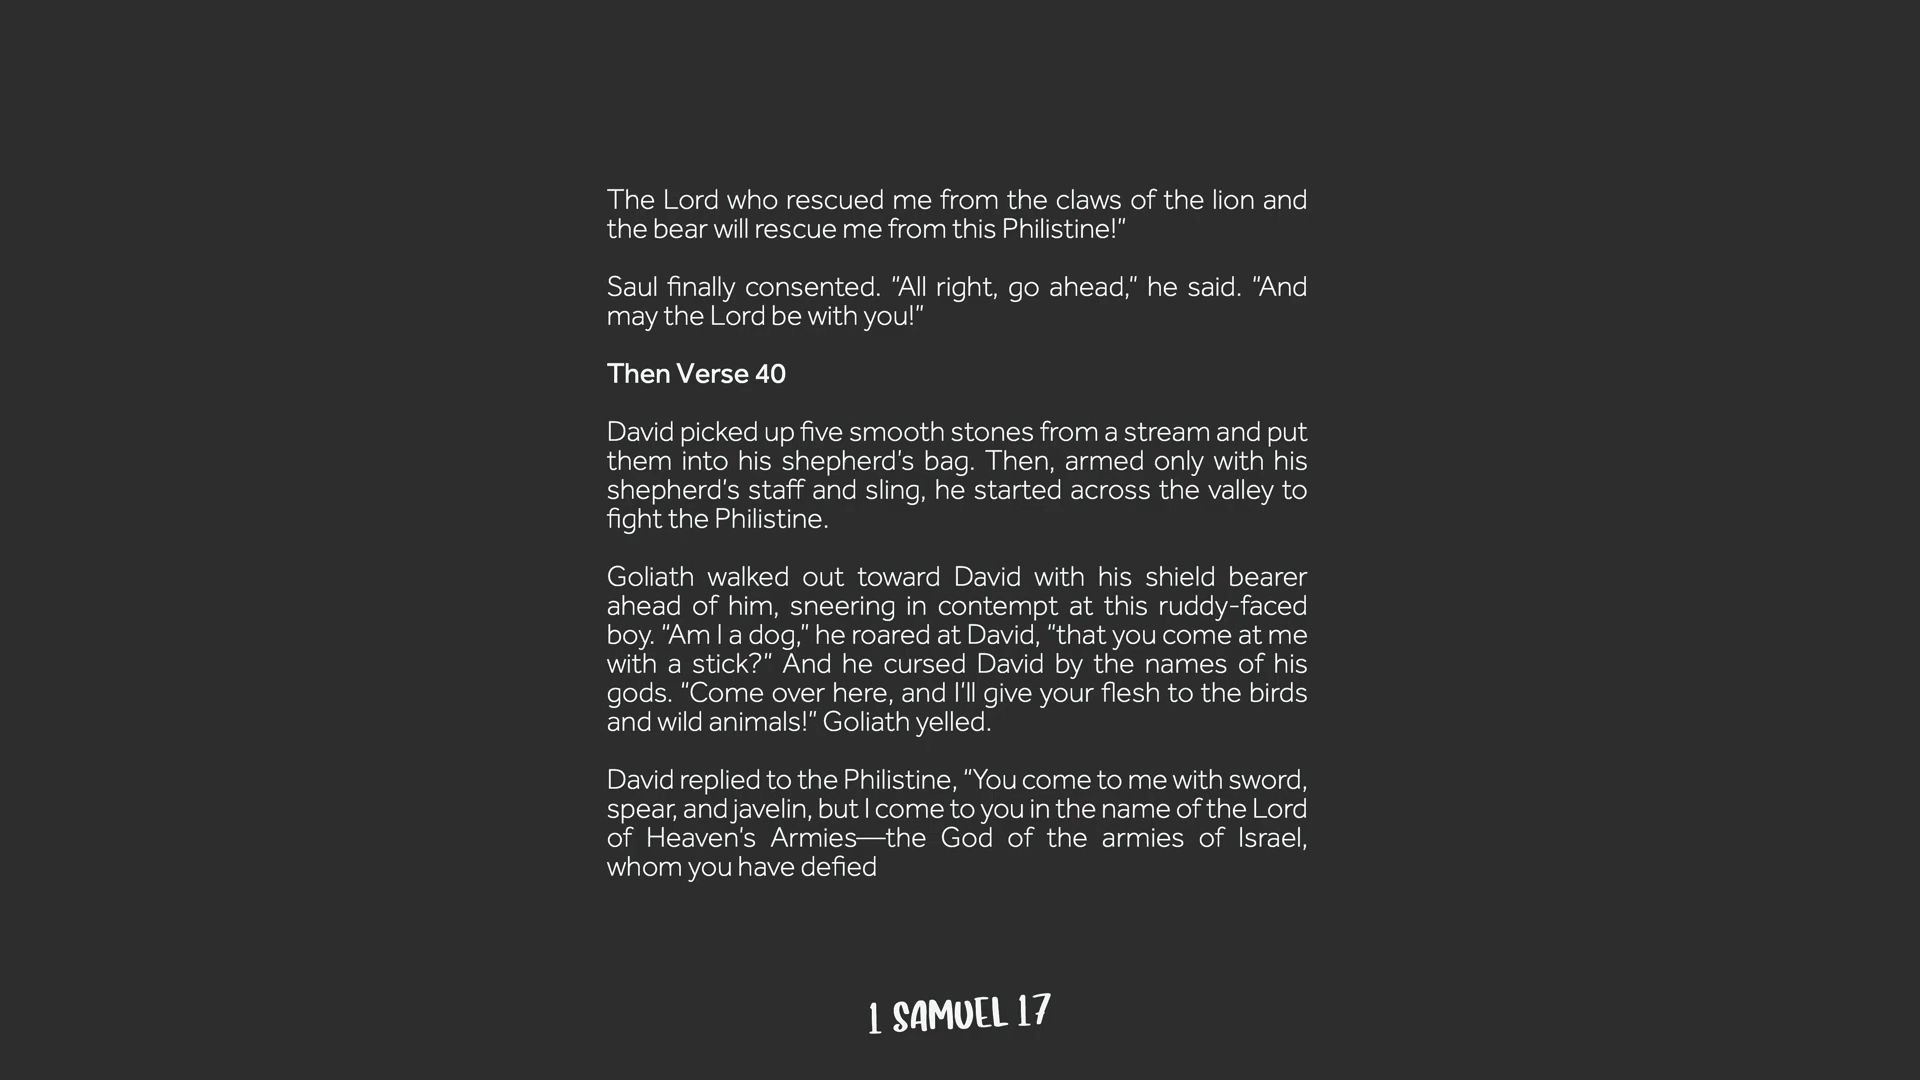 The Lord who rescued me from the claws of the lion and
the bear will rescue me from this Philistine!”
Saul finally consented. “All right, go ahead,” he said. “And
may the Lord be with you!”
Then Verse 40
David picked up five smooth stones from a stream and put
them into his shepherd’s bag. Then, armed only with his
shepherd’s staff and sling, he started across the valley to
fight the Philistine.
Goliath walked out toward David with his shield bearer
ahead of him, sneering in contempt at this ruddy-faced
boy. “Am I a dog,” he roared at David, “that you come at me
with a stick?” And he cursed David by the names of his
gods. “Come over here, and I’ll give your flesh to the birds
and wild animals!” Goliath yelled.
David replied to the Philistine, “You come to me with sword,
spear, and javelin, but I come to you in the name of the Lord
of Heaven’s Armies—the God of the armies of Israel,
whom you have defied
1 SAMUEL 17